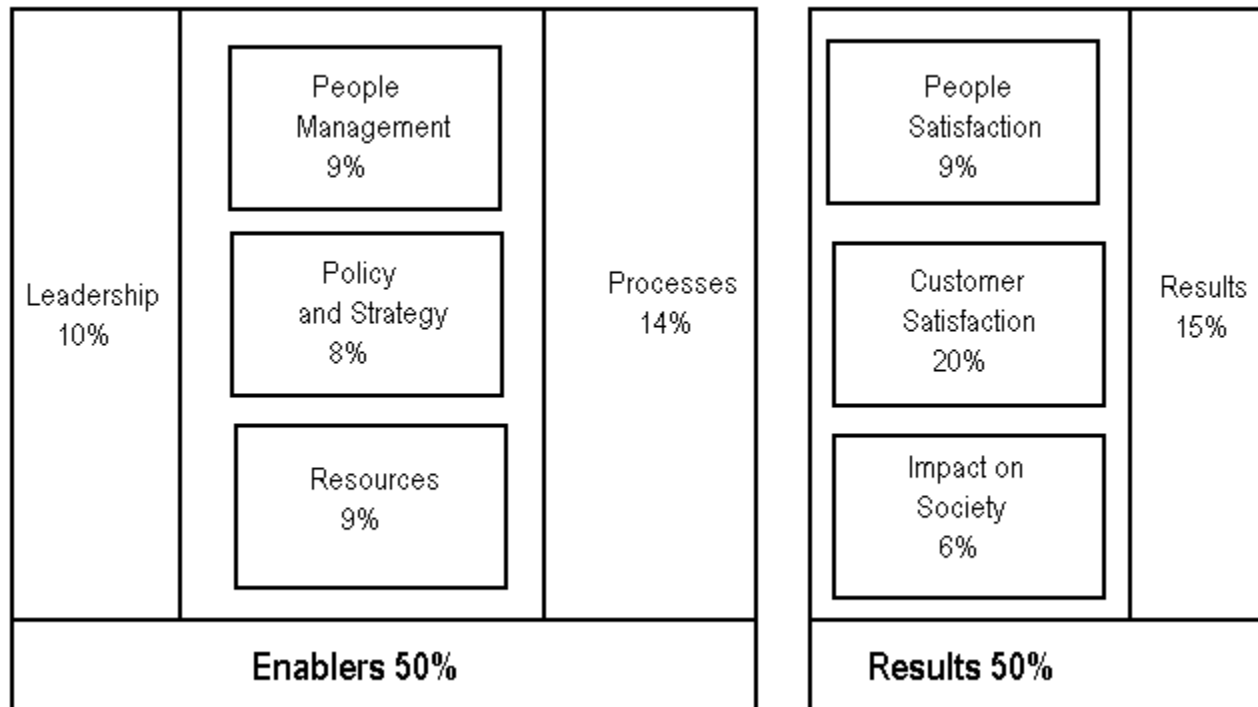 Leadership
10%
People
Management
9%
Policy
and Strategy
8%
Resources
9%
Processes
14%
Enablers 50%
People
Satisfaction
9%
Customer
Satisfaction
20%
Impact on
Society
6%
Results
15%
Results 50%